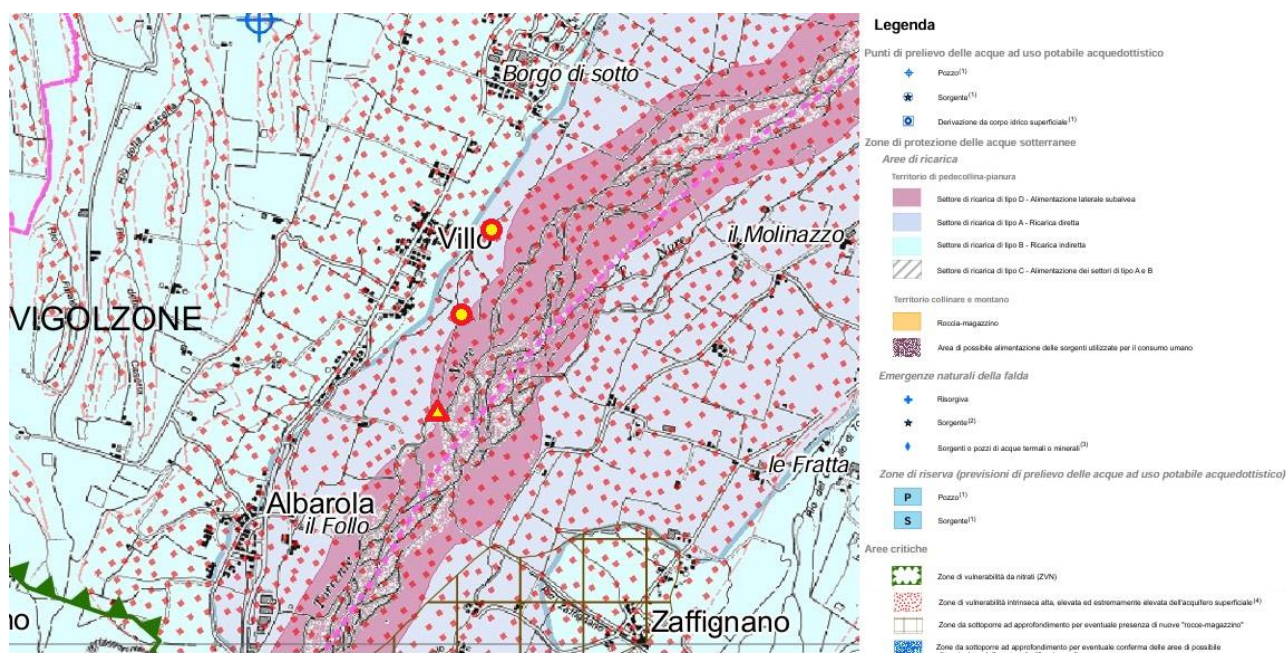 Borgo di sotto
Villo
il Molinazzo
Nure
VIGOLZONE
Nure
le Fratta
Albarola
il Follo
Zaffignano
no
Legenda
Punti di prelievo delle acque ad uso potabile acquedottistico
Pozzo(1)
Sorgente(1)
Derivazione da corpo idrico superficiale(1)
Zone di protezione delle acque sotterranee
Aree di ricarica
Territorio di pedecollina-pianura
Settore di ricarica di tipo D - Alimentazione laterale subalvea
Settore di ricarica di tipo A - Ricarica diretta
Settore di ricarica di tipo B - Ricarica indiretta
Settore di ricarica di tipo C - Alimentazione dei settori di tipo A e B
Territorio collinare e montano
Roccia-magazzino
Area di possibile alimentazione delle sorgenti utilizzate per il consumo umano
Emergenze naturali della falda
Risorgiva
Sorgente(2)
Sorgenti o pozzi di acque termali o minerali(3)
Zone di riserva (previsioni di prelievo delle acque ad uso potabile acquedottistico)
P Pozzo(1)
S Sorgente(1)
Aree critiche
Zone di vulnerabilità da nitrati (ZVN)
Zone di vulnerabilità intrinseca alta, elevata ed estremamente elevata dell'acquifero superficiale(4)
Zone da sottoporre ad approfondimento per eventuale presenza di nuove "rocce-magazzino"
Zone da sottoporre ad approfondimento per eventuale conferma delle aree di possibile